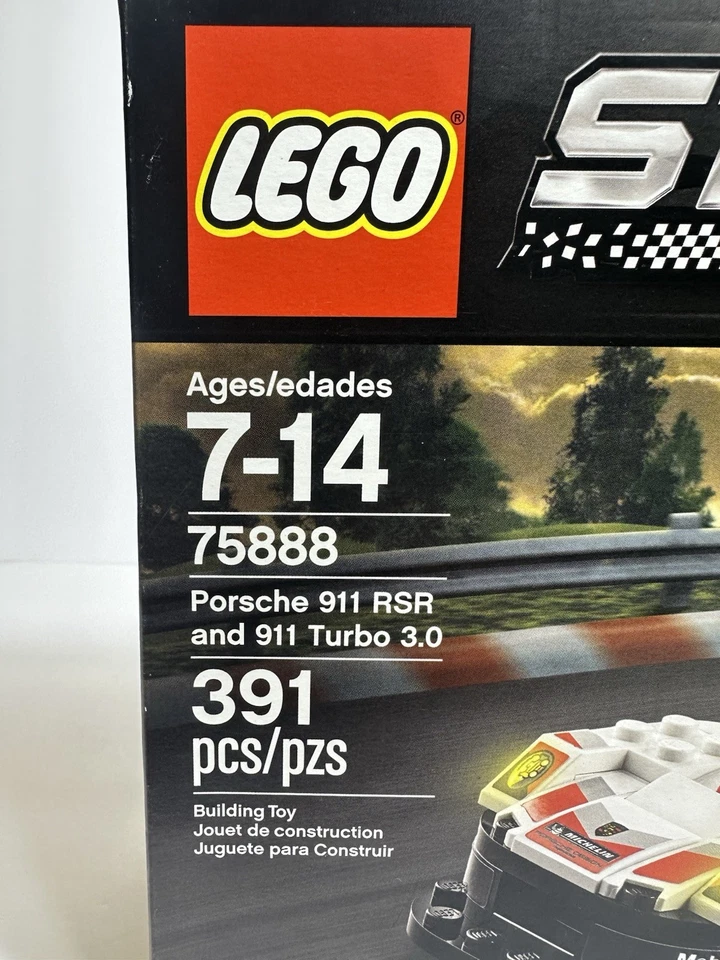 LEGO®
Ages/edades
7-14
75888
Porsche 911 RSR
and 911 Turbo 3.0
391
pcs/pzs
Building Toy
Jouet de construction
Juguete para Construir
MICHELIN